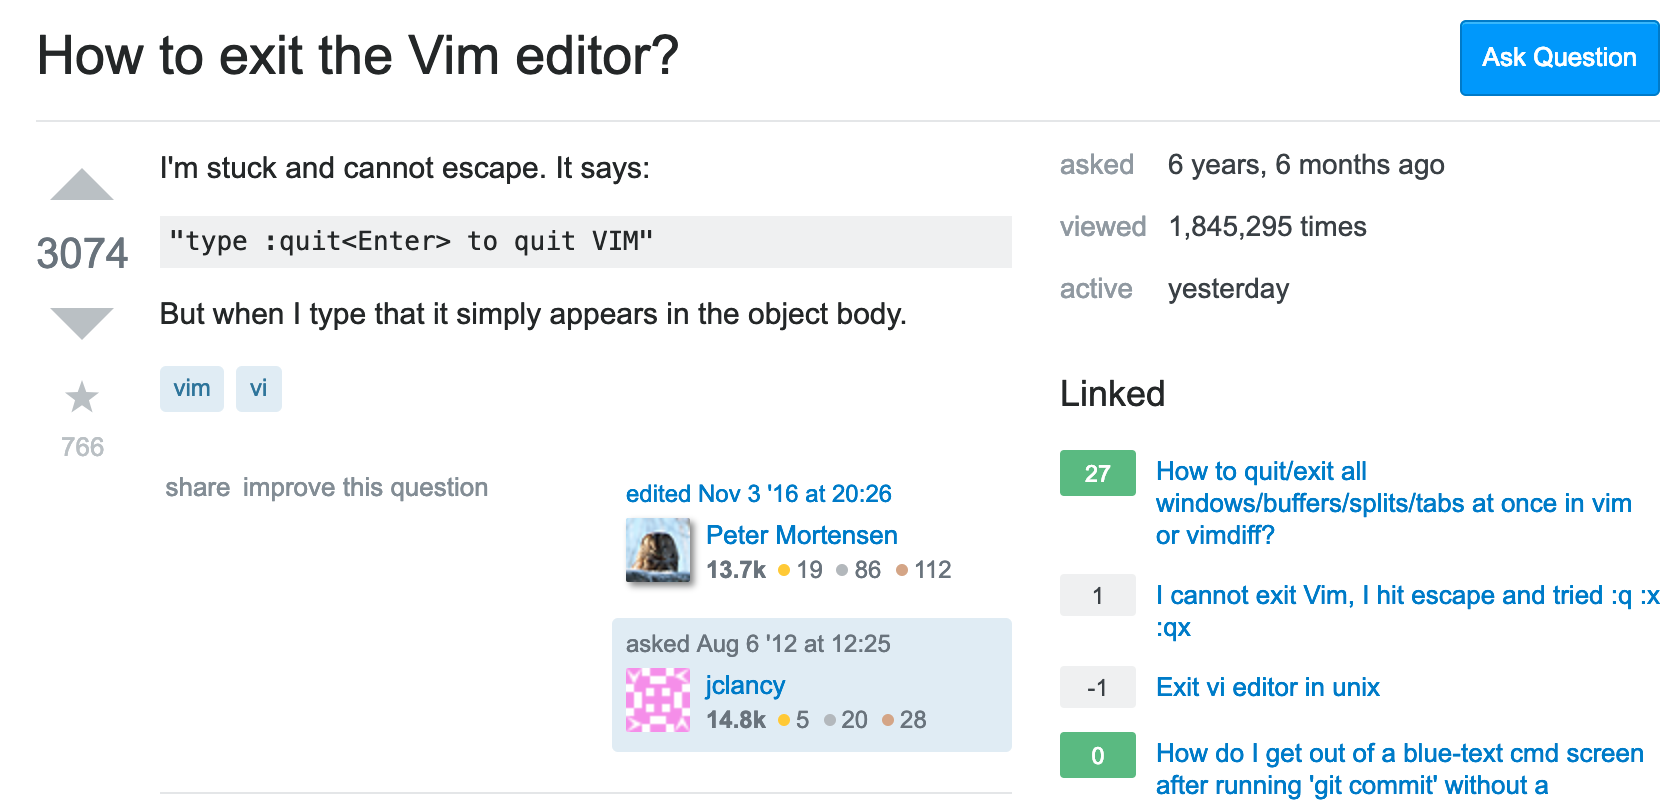 How to exit the Vim editor?
Ask Question
3074
766
I'm stuck and cannot escape. It says:
"type :quit<Enter> to quit VIM"
But when I type that it simply appears in the object body.
vim vi
share improve this question
edited Nov 3 '16 at 20:26
Peter Mortensen
13.7k 19 86 112
asked Aug 6 '12 at 12:25
jclancy
14.8k 5 20 28
asked 6 years, 6 months ago
viewed 1,845,295 times
active yesterday
Linked
27 How to quit/exit all
windows/buffers/splits/tabs at once in vim
or vimdiff?
1 I cannot exit Vim, I hit escape and tried :q :x
:qx
-1 Exit vi editor in unix
0 How do I get out of a blue-text cmd screen
after running 'git commit' without a